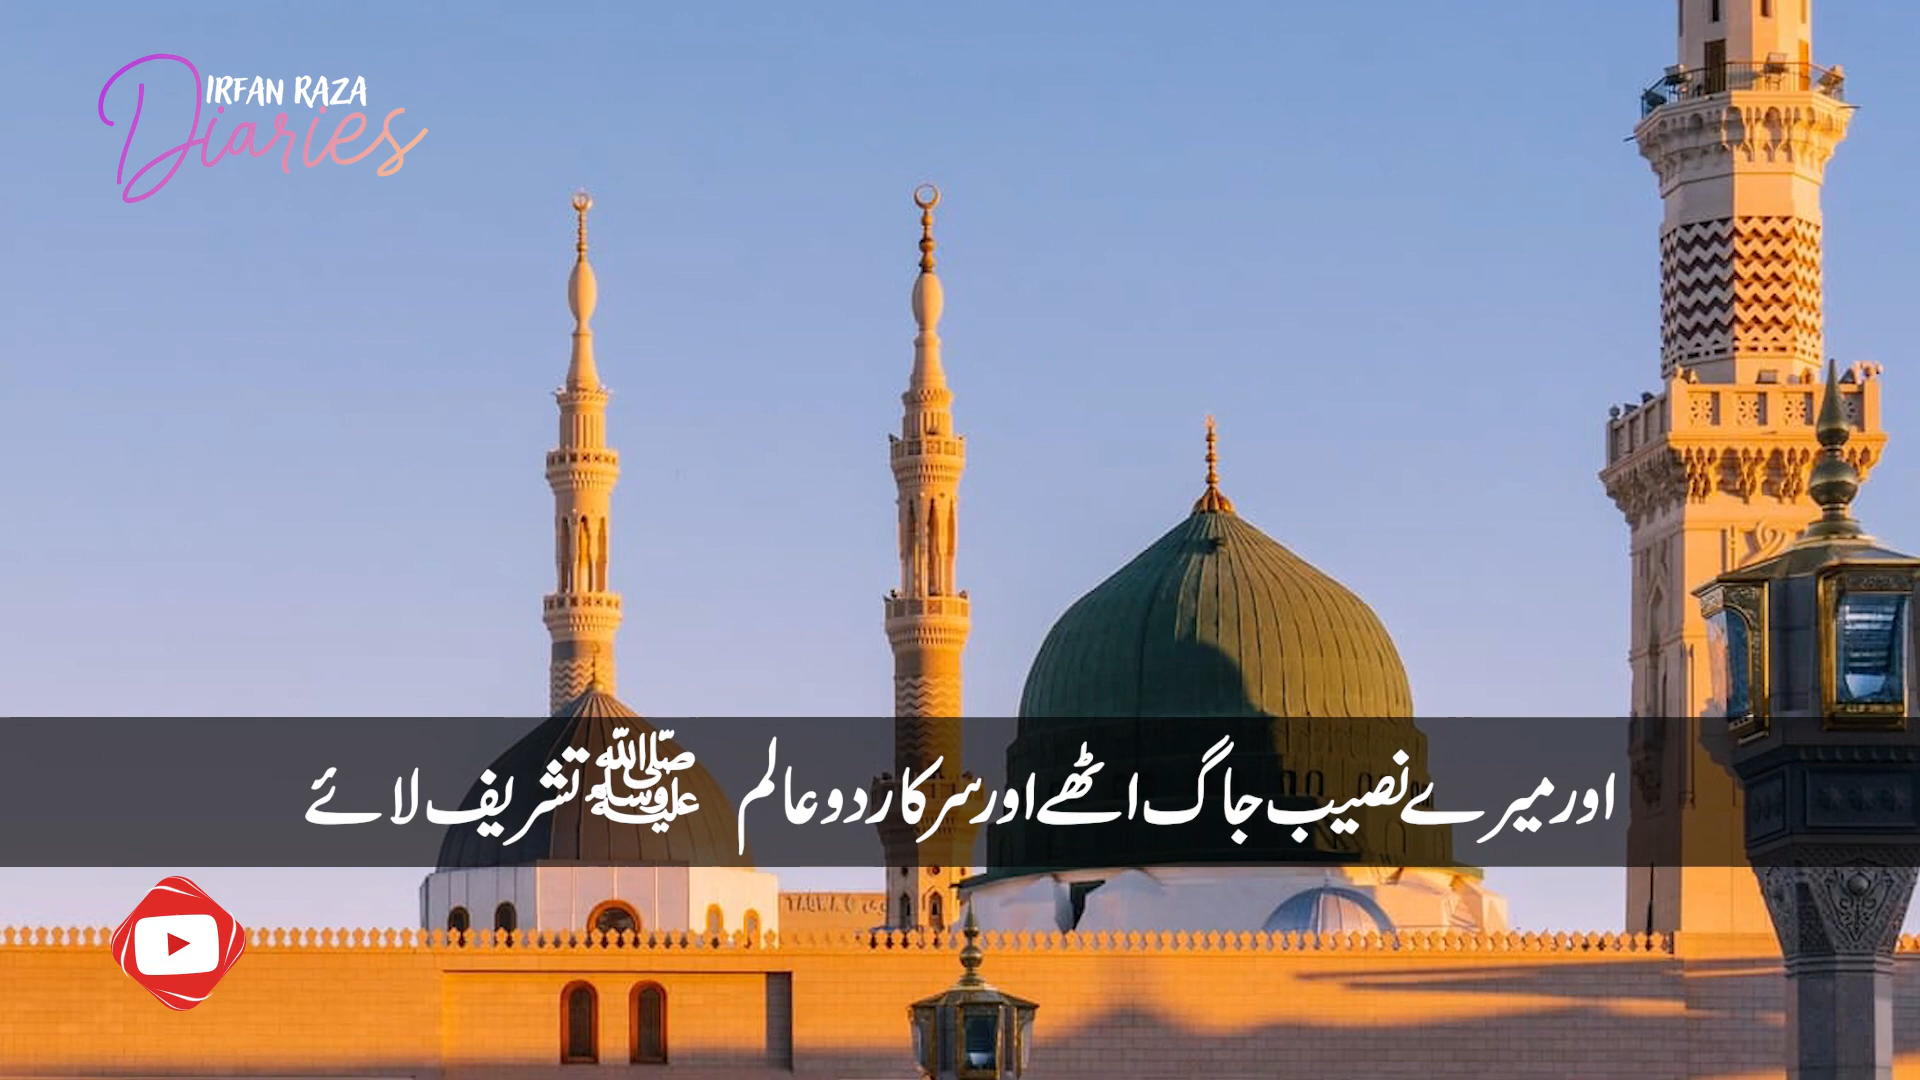 IRFAN RAZA
Diaries
اور میرے نصیب جاگ اٹھے اور سرکار دو عالم ﷺ تشریف لائے